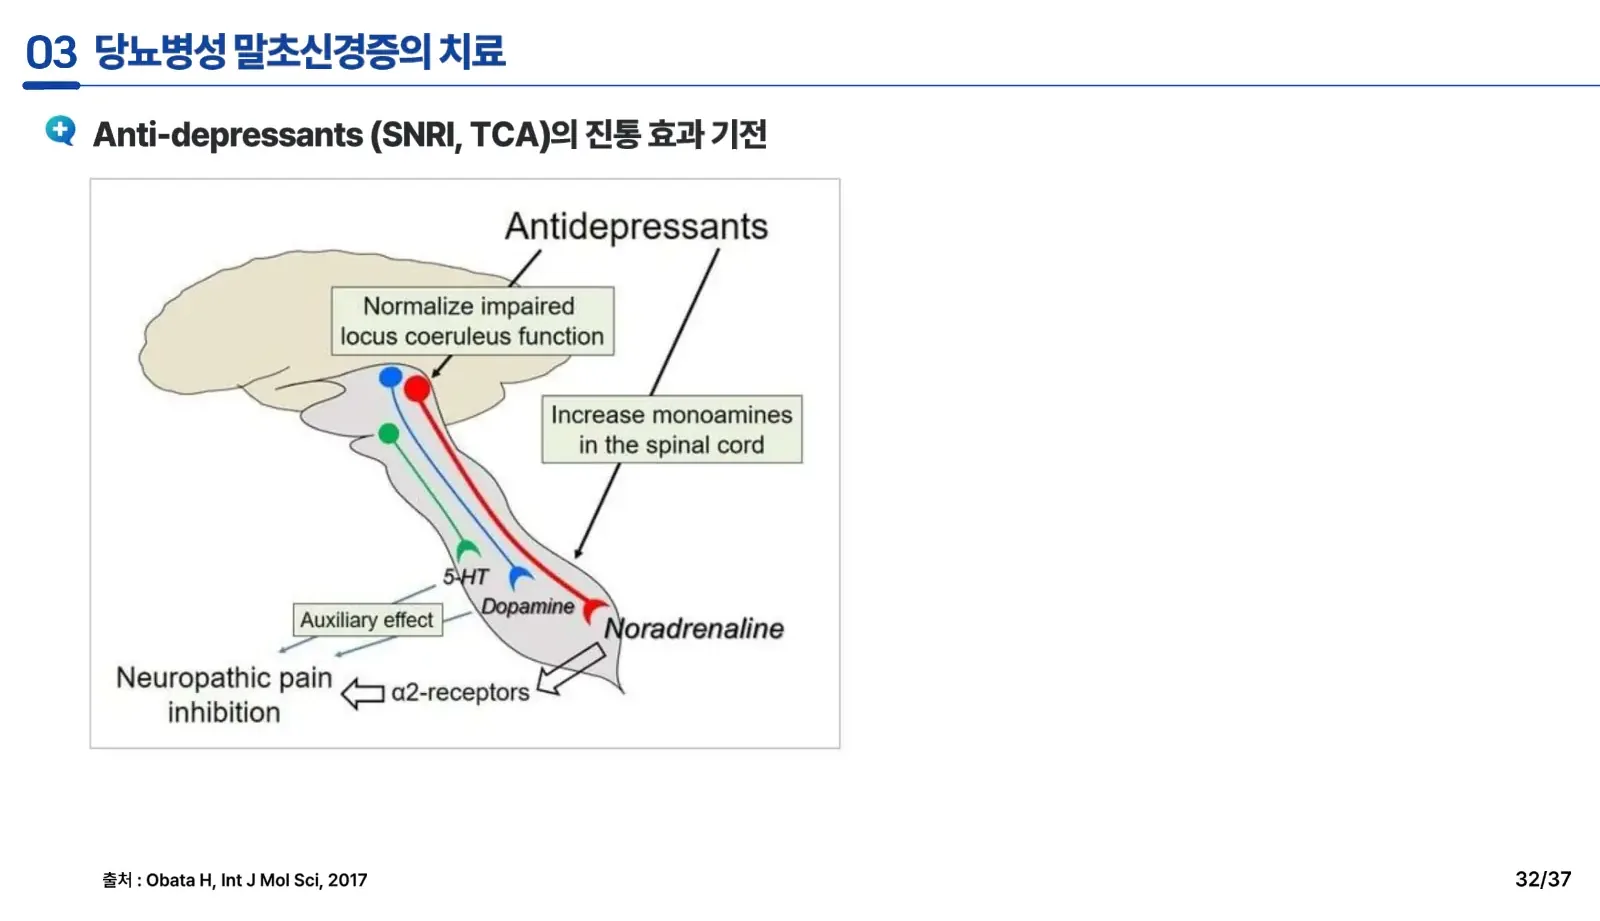 03 당뇨병성 말초신경증의 치료
Anti-depressants (SNRI, TCA)의 진통 효과 기전
Antidepressants
Normalize impaired
locus coeruleus function
Increase monoamines
in the spinal cord
5-HT
Dopamine
Noradrenaline
Auxiliary effect
Neuropathic pain
inhibition
α2-receptors
출처 : Obata H, Int J Mol Sci, 2017
32/37